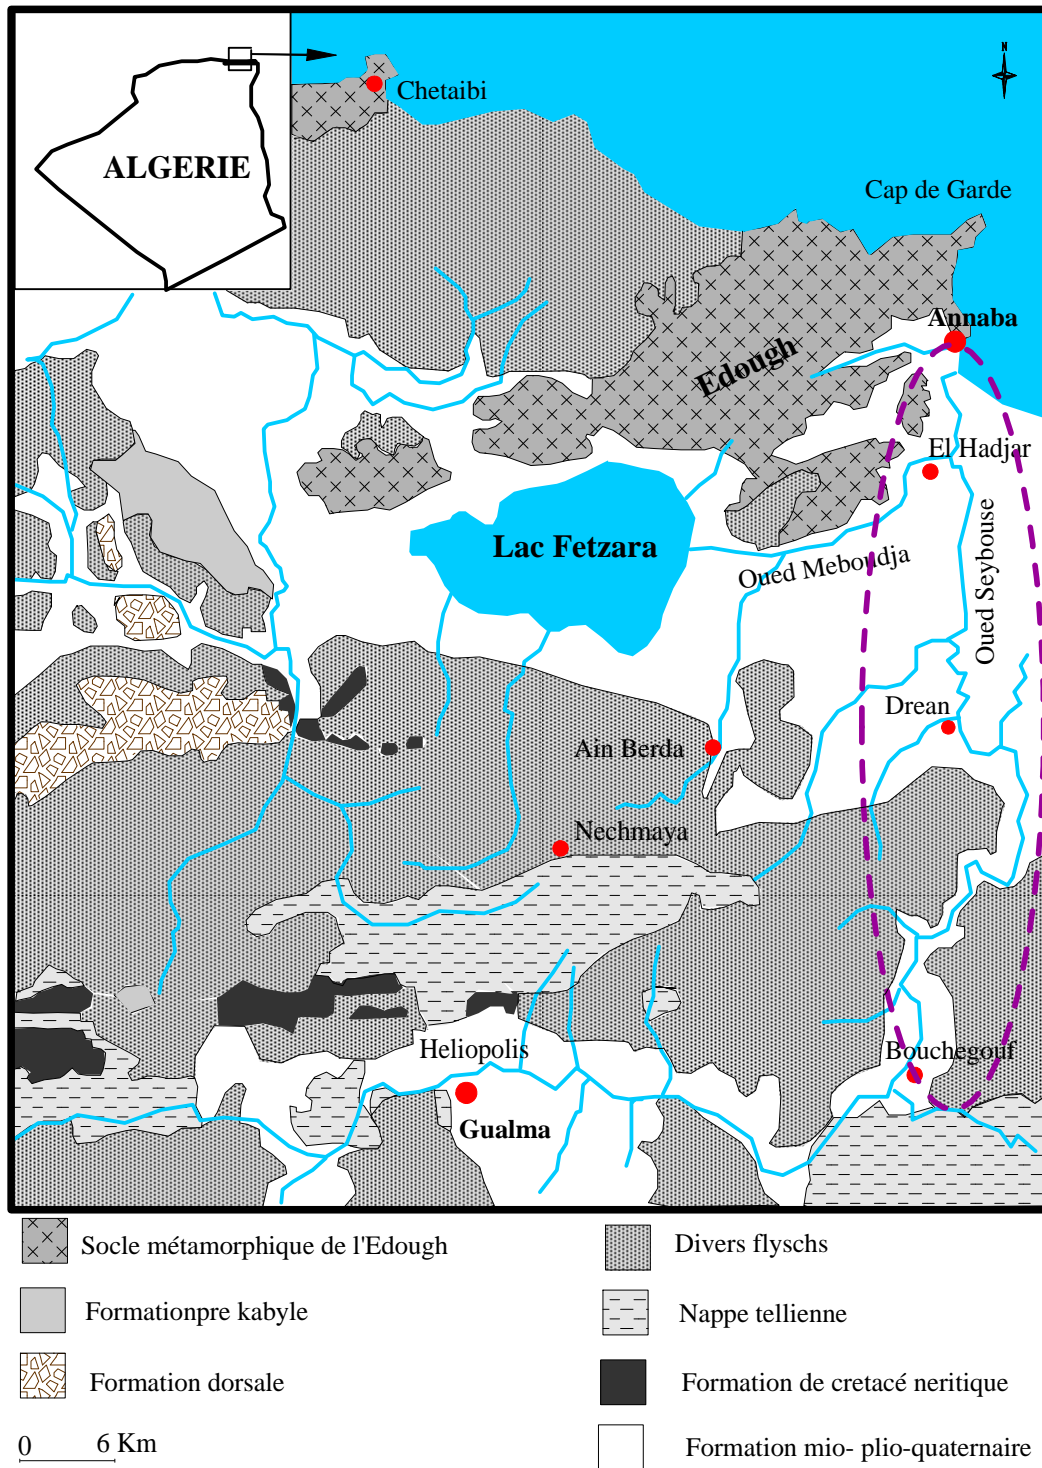 N
Chetaibi
ALGERIE
Cap de Garde
Annaba
Edough
El Hadjar
Lac Fetzara
Oued Meboudja
Oued Seybouse
Drean
Ain Berda
Nechmaya
Heliopolis
Bouchegouf
Gualma
Socle métamorphique de l'Edough
Divers flyschs
Formationpre kabyle
Nappe tellienne
Formation dorsale
Formation de cretacé neritique
0 6 Km
Formation mio- plio-quaternaire